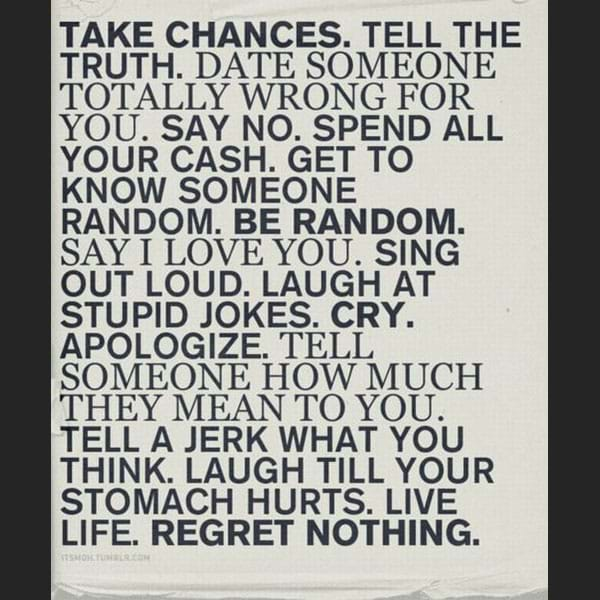 TAKE CHANCES. TELL THE
TRUTH. DATE SOMEONE
TOTALLY WRONG FOR
YOU. SAY NO. SPEND ALL
YOUR CASH. GET TO
KNOW SOMEONE
RANDOM. BE RANDOM.
SAY I LOVE YOU. SING
OUT LOUD. LAUGH AT
STUPID JOKES. CRY.
APOLOGIZE. TELL
SOMEONE HOW MUCH
THEY MEAN TO YOU.
TELL A JERK WHAT YOU
THINK. LAUGH TILL YOUR
STOMACH HURTS. LIVE
LIFE. REGRET NOTHING.
ITSMOH.TUMBLR.COM